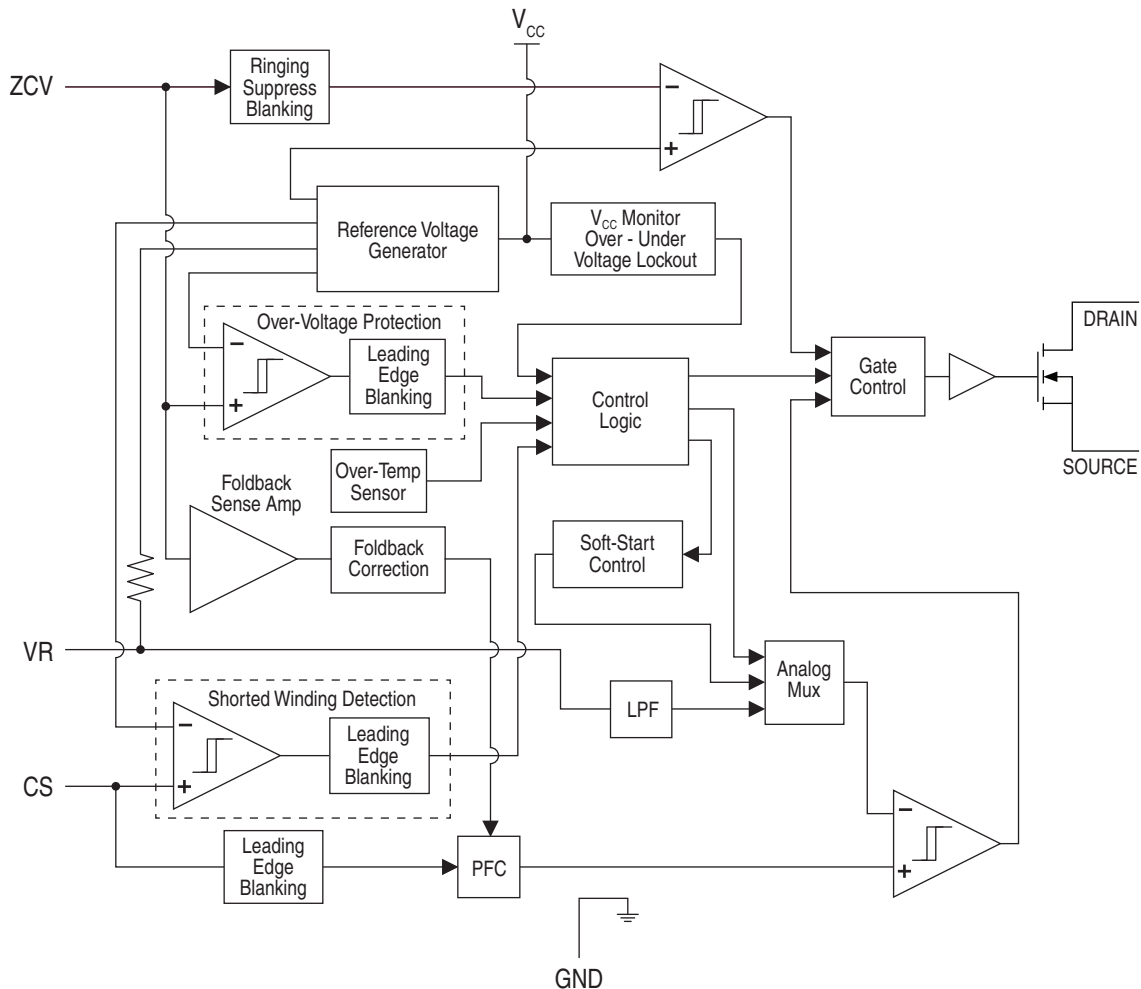 V_CC
ZCV
Ringing
Suppress
Blanking
−
+
Reference Voltage
Generator
V_CC Monitor
Over - Under
Voltage Lockout
Over-Voltage Protection
−
+
Leading
Edge
Blanking
Control
Logic
Gate
Control
DRAIN
SOURCE
Over-Temp
Sensor
Foldback
Sense Amp
Foldback
Correction
Soft-Start
Control
VR
Analog
Mux
LPF
Shorted Winding Detection
−
+
Leading
Edge
Blanking
CS
−
+
Leading
Edge
Blanking
PFC
GND